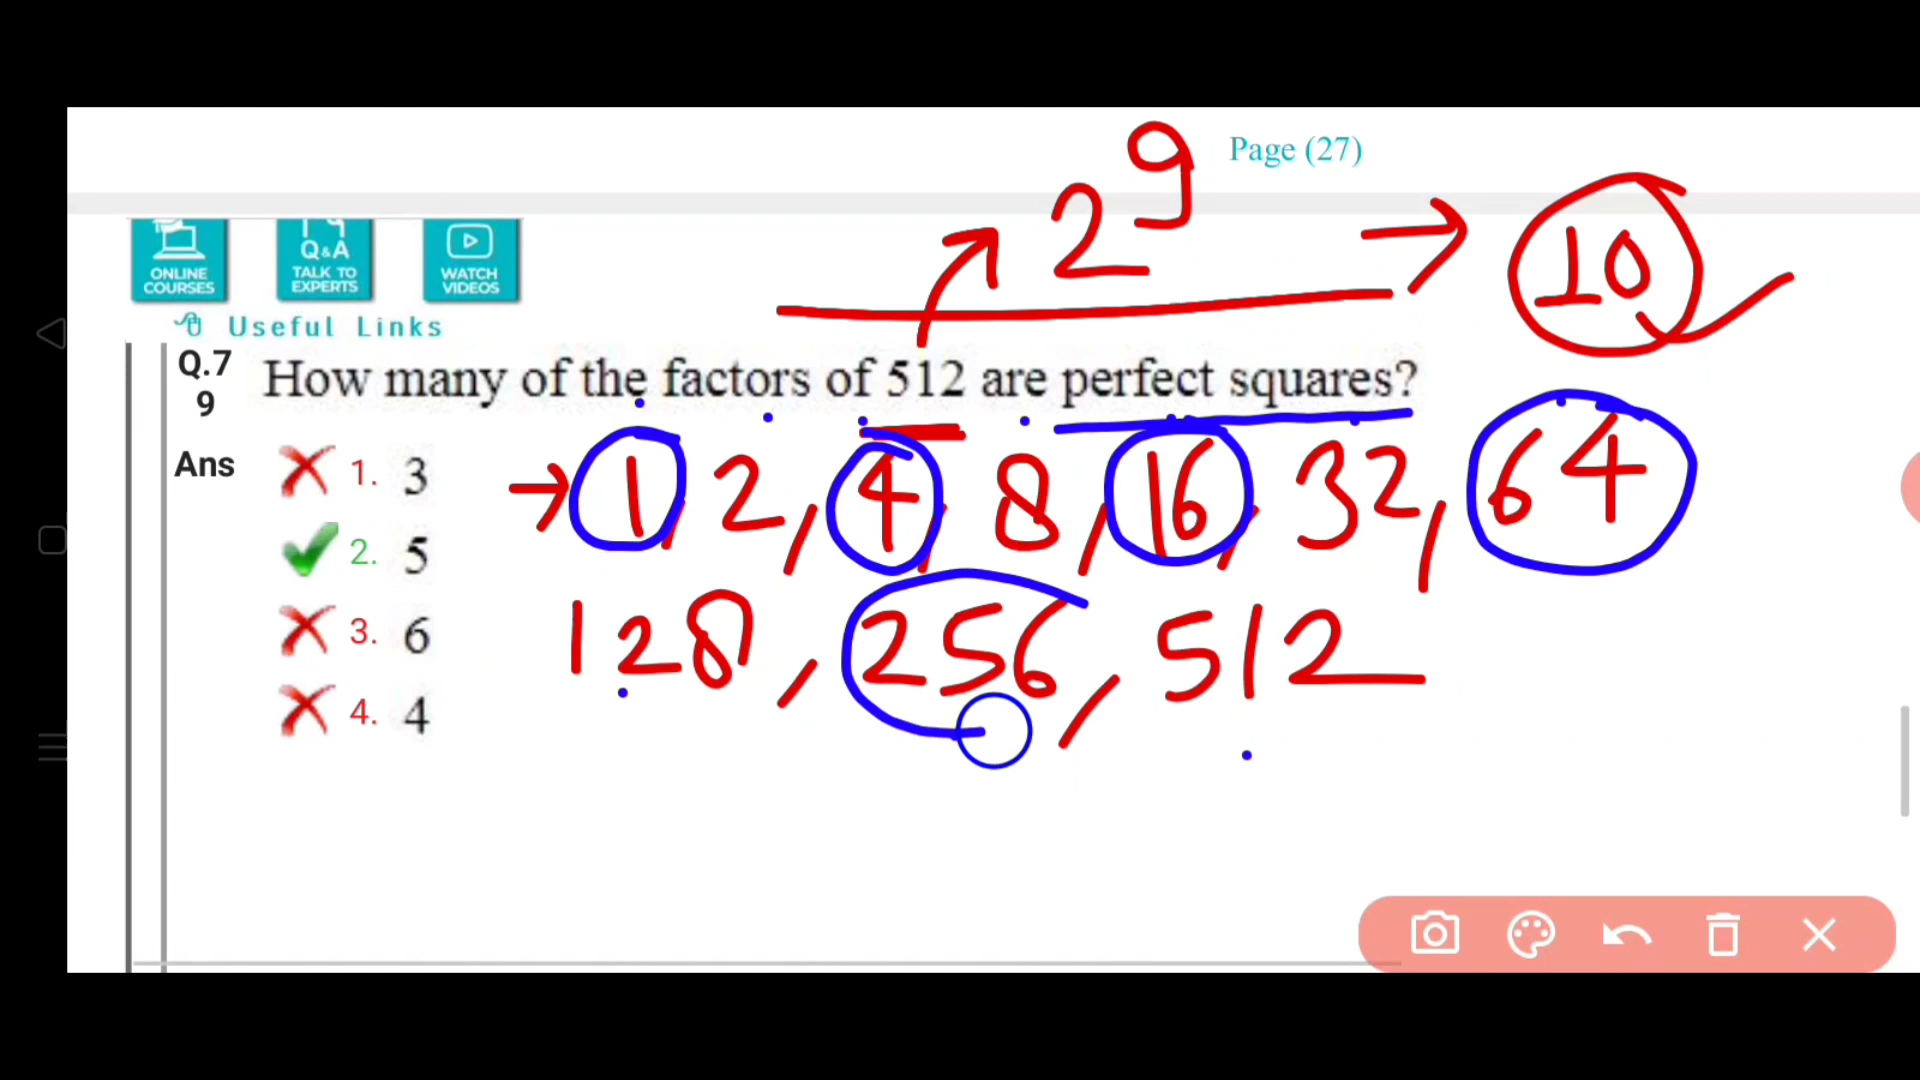 Page (27)
2^9 → 10
Q&A
ONLINE COURSES
TALK TO EXPERTS
WATCH VIDEOS
Useful Links
Q.7
9
How many of the factors of 512 are perfect squares?
Ans
1. 3
2. 5
3. 6
4. 4
→ 1, 2, 4, 8, 16, 32, 64
128, 256, 512